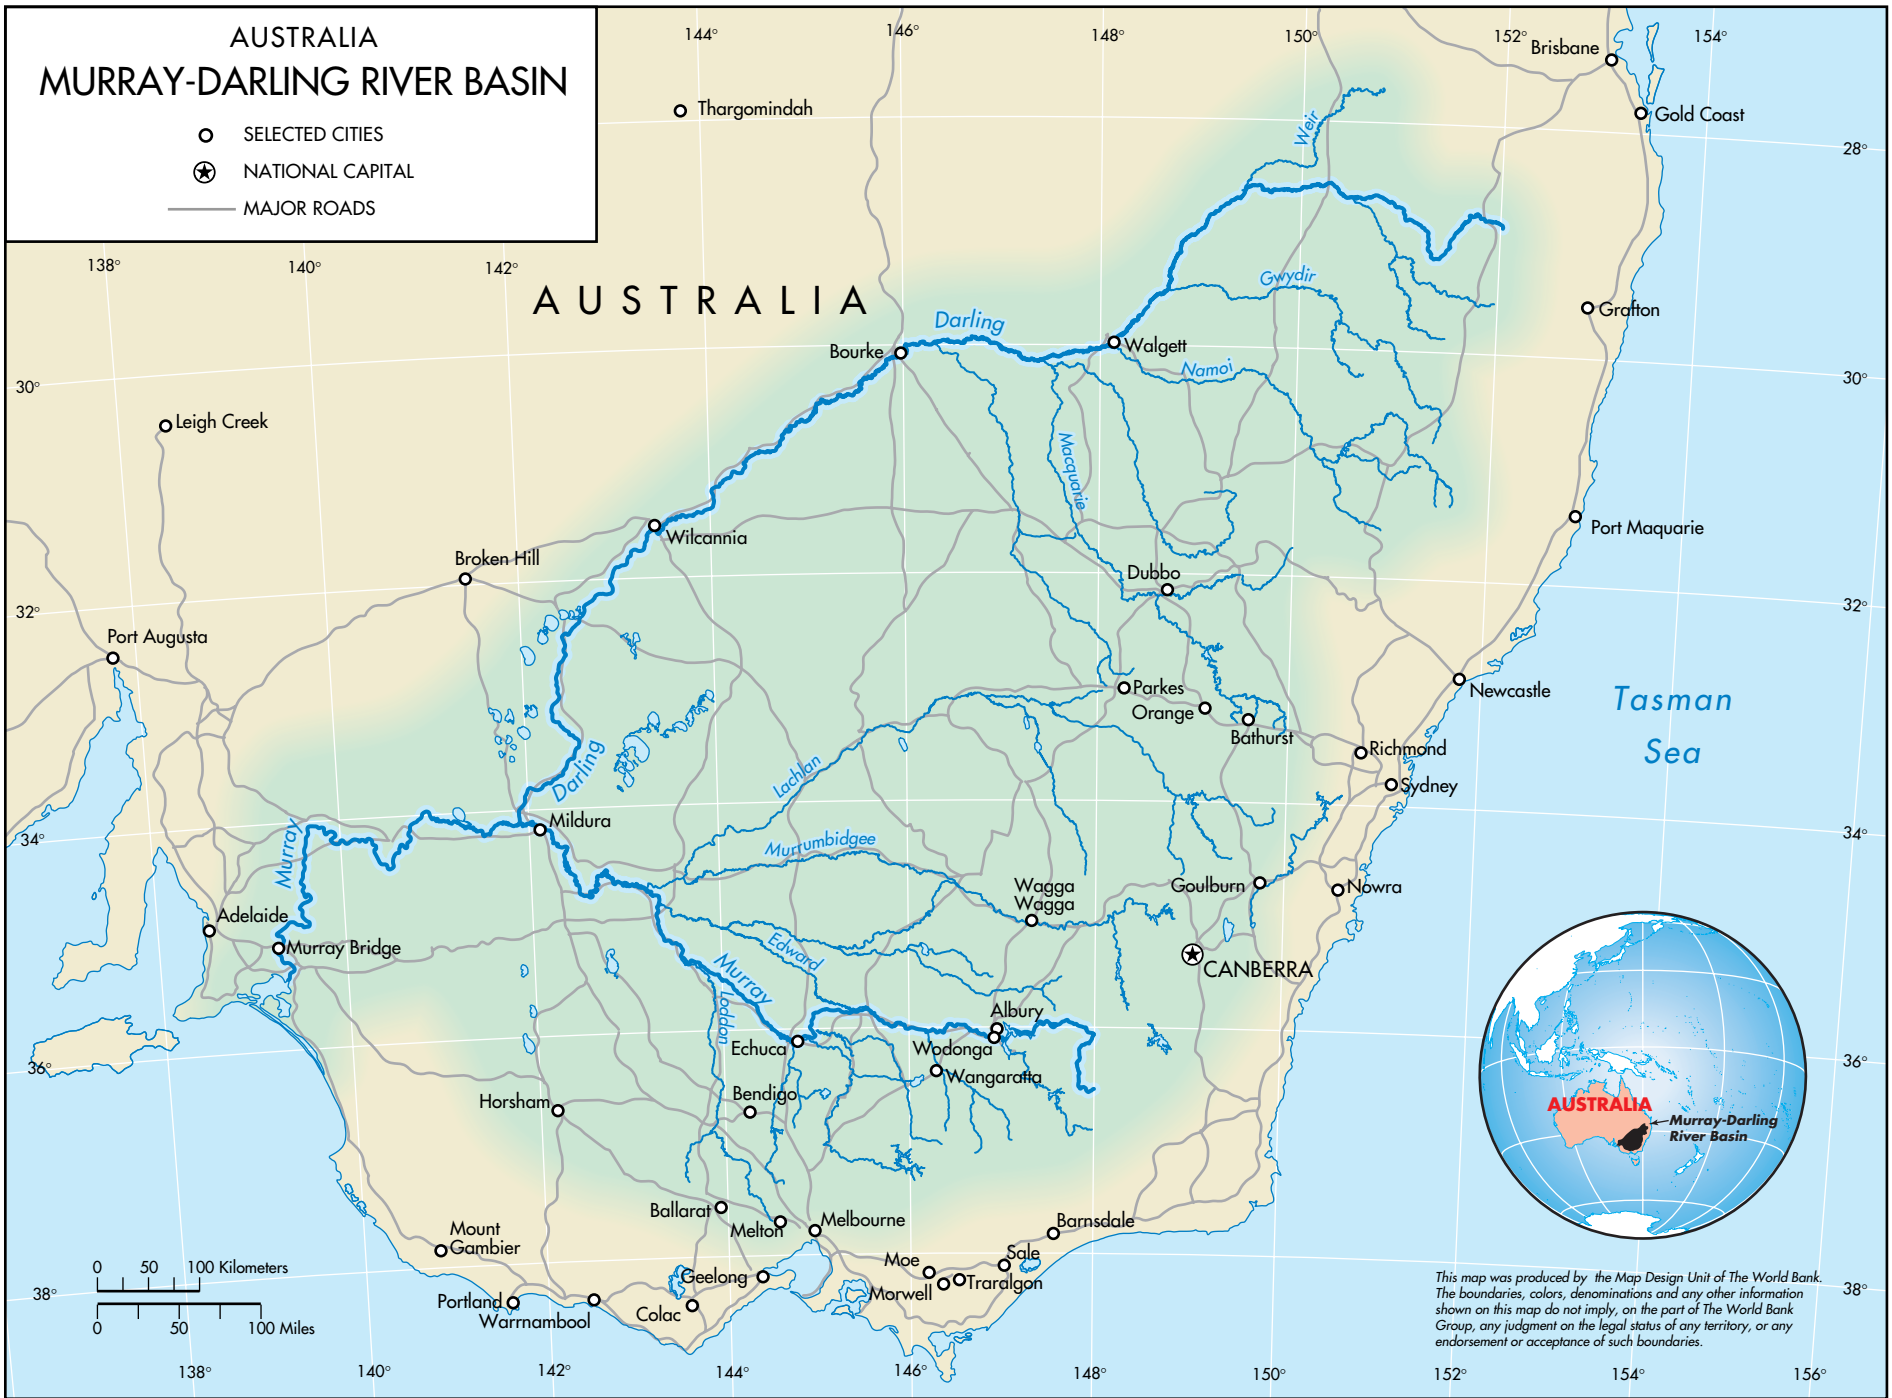 AUSTRALIA
MURRAY-DARLING RIVER BASIN
SELECTED CITIES
NATIONAL CAPITAL
MAJOR ROADS
144°
146°
148°
150°
152°
154°
138°
140°
142°
28°
30°
30°
32°
32°
34°
34°
36°
36°
38°
38°
Brisbane
Thargomindah
Gold Coast
Weir
AUSTRALIA
Gwydir
Grafton
Darling
Bourke
Walgett
Namoi
Leigh Creek
Macquarie
Wilcannia
Port Maquarie
Broken Hill
Dubbo
Port Augusta
Parkes
Orange
Newcastle
Tasman
Sea
Bathurst
Richmond
Sydney
Darling
Lachlan
Mildura
Murray
Murrumbidgee
Wagga
Wagga
Goulburn
Nowra
Adelaide
Murray Bridge
Edward
CANBERRA
Murray
Loddon
Albury
Echuca
Wodonga
Wangaratta
Bendigo
Horsham
AUSTRALIA
Murray-Darling
River Basin
Ballarat
Melton
Melbourne
Barnsdale
Mount
Gambier
Moe
Sale
Geelong
Traralgon
Morwell
Portland
Warrnambool
Colac
0 50 100 Kilometers
0 50 100 Miles
This map was produced by the Map Design Unit of The World Bank.
The boundaries, colors, denominations and any other information
shown on this map do not imply, on the part of The World Bank
Group, any judgment on the legal status of any territory, or any
endorsement or acceptance of such boundaries.
138°
140°
142°
144°
146°
148°
150°
152°
154°
156°